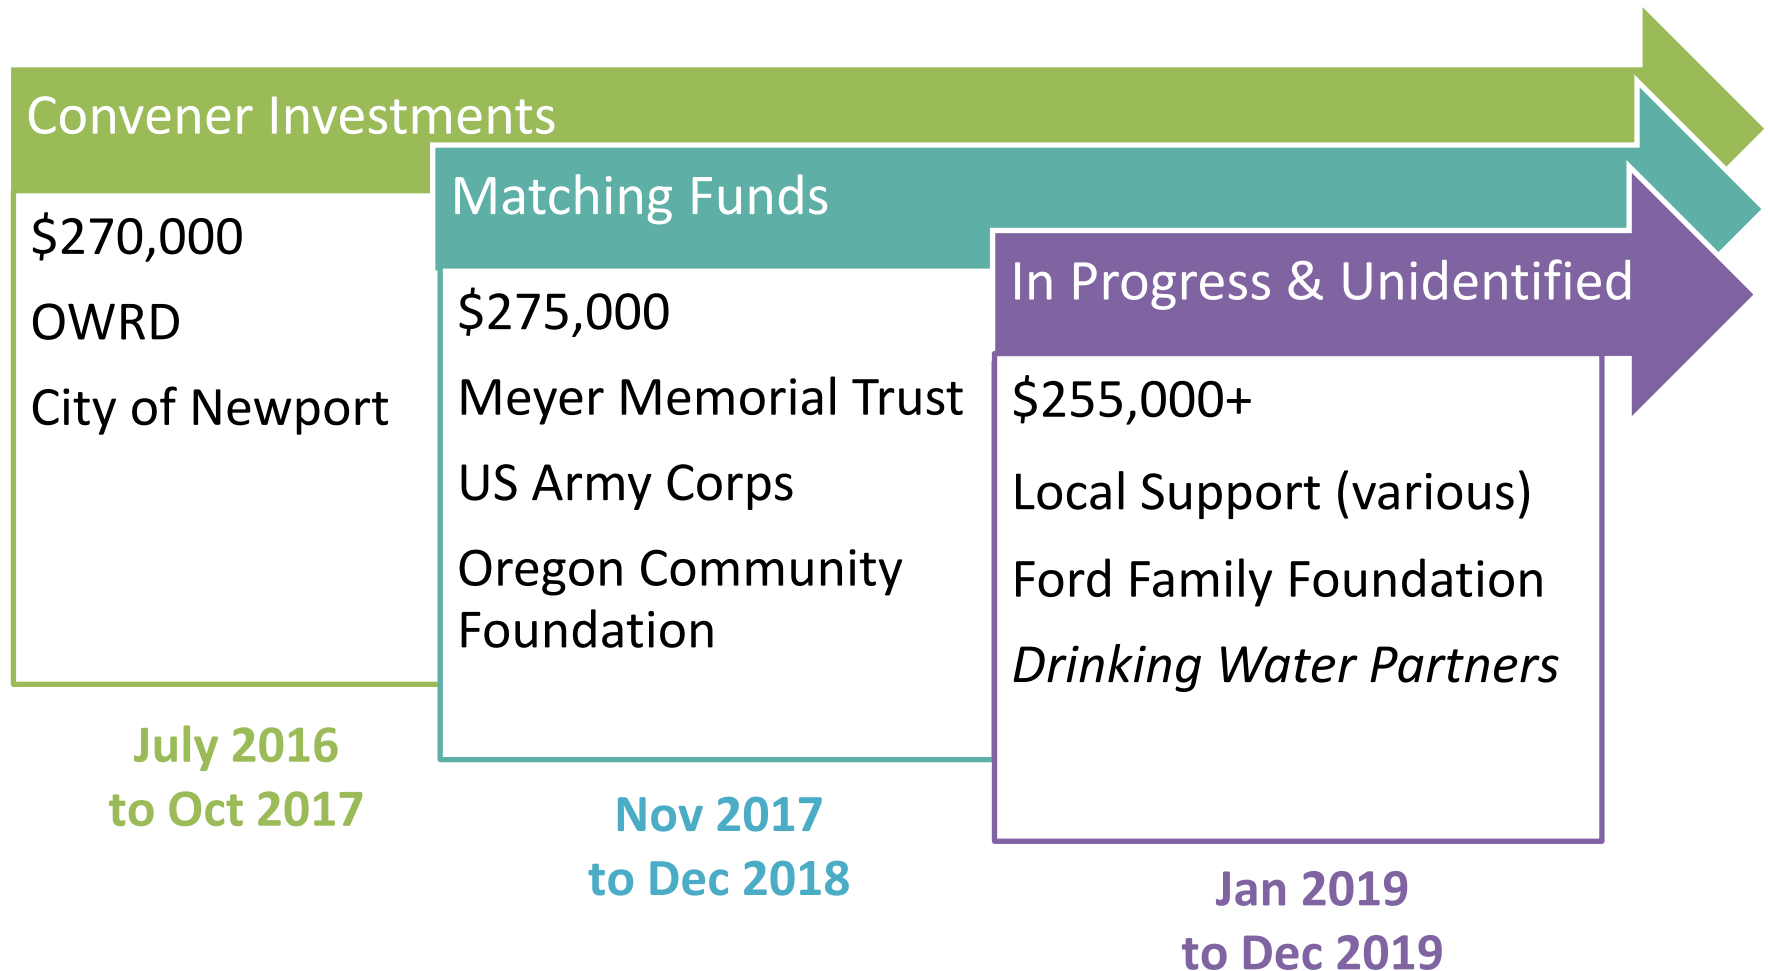 Convener Investments
$270,000
OWRD
City of Newport
July 2016
to Oct 2017
Matching Funds
$275,000
Meyer Memorial Trust
US Army Corps
Oregon Community
Foundation
Nov 2017
to Dec 2018
In Progress & Unidentified
$255,000+
Local Support (various)
Ford Family Foundation
Drinking Water Partners
Jan 2019
to Dec 2019